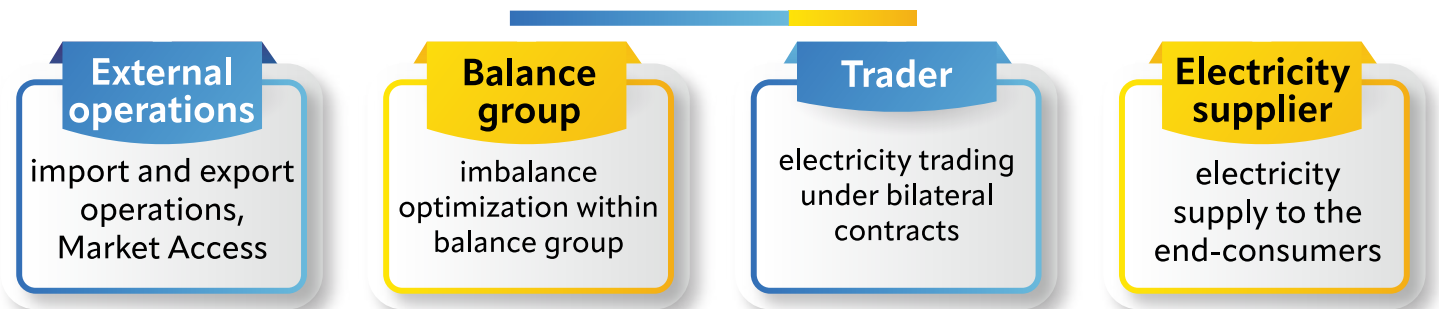 External
operations
import and export
operations,
Market Access
Balance
group
imbalance
optimization within
balance group
Trader
electricity trading
under bilateral
contracts
Electricity
supplier
electricity
supply to the
end-consumers